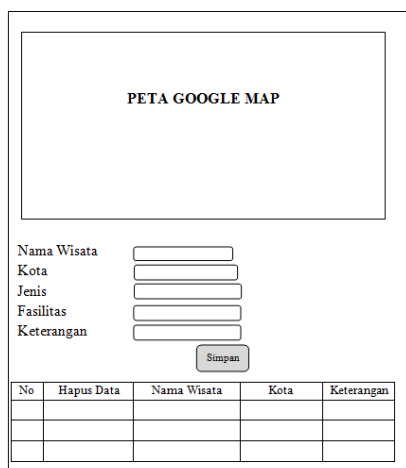 PETA GOOGLE MAP
Nama Wisata
Kota
Jenis
Fasilitas
Keterangan
Simpan
No Hapus Data Nama Wisata Kota Keterangan